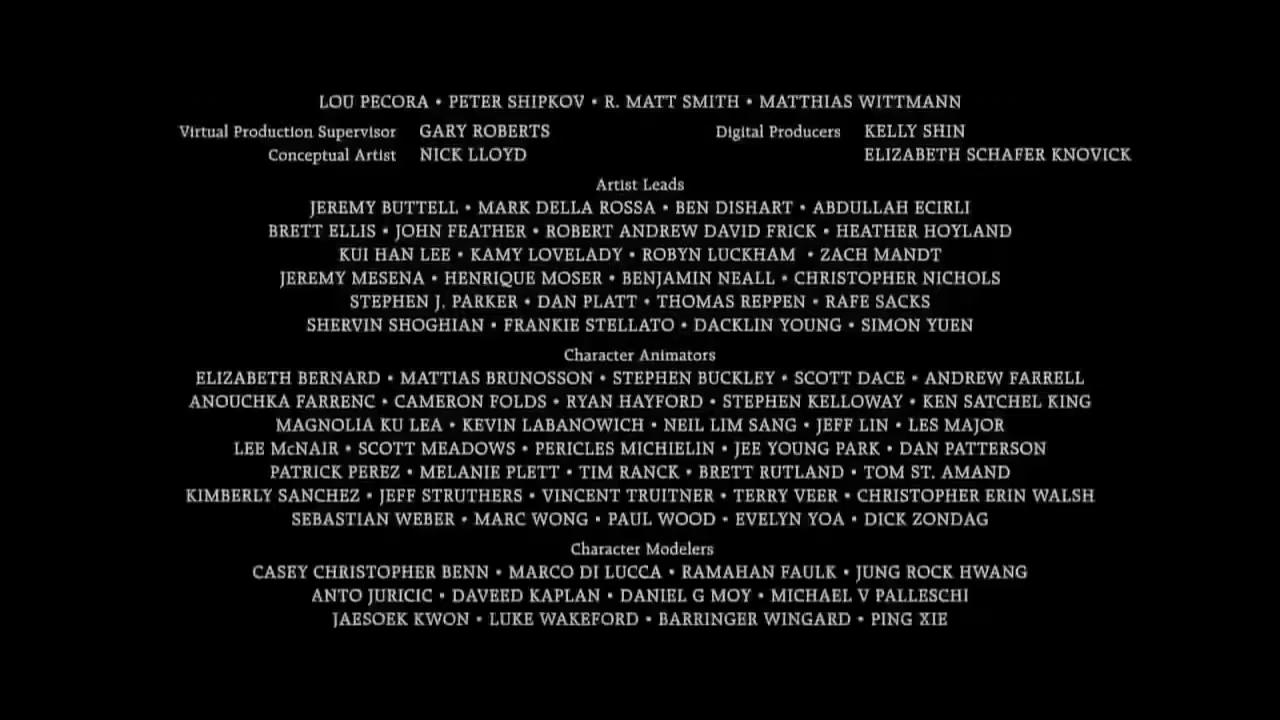 LOU PECORA • PETER SHIPKOV • R. MATT SMITH • MATTHIAS WITTMANN
Virtual Production Supervisor GARY ROBERTS Digital Producers KELLY SHIN
Conceptual Artist NICK LLOYD ELIZABETH SCHAFER KNOVICK
Artist Leads
JEREMY BUTTELL • MARK DELLA ROSSA • BEN DISHART • ABDULLAH ECIRLI
BRETT ELLIS • JOHN FEATHER • ROBERT ANDREW DAVID FRICK • HEATHER HOYLAND
KUI HAN LEE • KAMY LOVELADY • ROBYN LUCKHAM • ZACH MANDT
JEREMY MESENA • HENRIQUE MOSER • BENJAMIN NEALL • CHRISTOPHER NICHOLS
STEPHEN J. PARKER • DAN PLATT • THOMAS REPPEN • RAFE SACKS
SHERVIN SHOGHIAN • FRANKIE STELLATO • DACKLIN YOUNG • SIMON YUEN
Character Animators
ELIZABETH BERNARD • MATTIAS BRUNOSSON • STEPHEN BUCKLEY • SCOTT DACE • ANDREW FARRELL
ANOUCHKA FARRENC • CAMERON FOLDS • RYAN HAYFORD • STEPHEN KELLOWAY • KEN SATCHEL KING
MAGNOLIA KU LEA • KEVIN LABANOWICH • NEIL LIM SANG • JEFF LIN • LES MAJOR
LEE McNAIR • SCOTT MEADOWS • PERICLES MICHIELIN • JEE YOUNG PARK • DAN PATTERSON
PATRICK PEREZ • MELANIE PLETT • TIM RANCK • BRETT RUTLAND • TOM ST. AMAND
KIMBERLY SANCHEZ • JEFF STRUTHERS • VINCENT TRUITNER • TERRY VEER • CHRISTOPHER ERIN WALSH
SEBASTIAN WEBER • MARC WONG • PAUL WOOD • EVELYN YOA • DICK ZONDAG
Character Modelers
CASEY CHRISTOPHER BENN • MARCO DI LUCCA • RAMAHAN FAULK • JUNG ROCK HWANG
ANTO JURICIC • DAVEED KAPLAN • DANIEL G MOY • MICHAEL V PALLESCHI
JAESOEK KWON • LUKE WAKEFORD • BARRINGER WINGARD • PING XIE